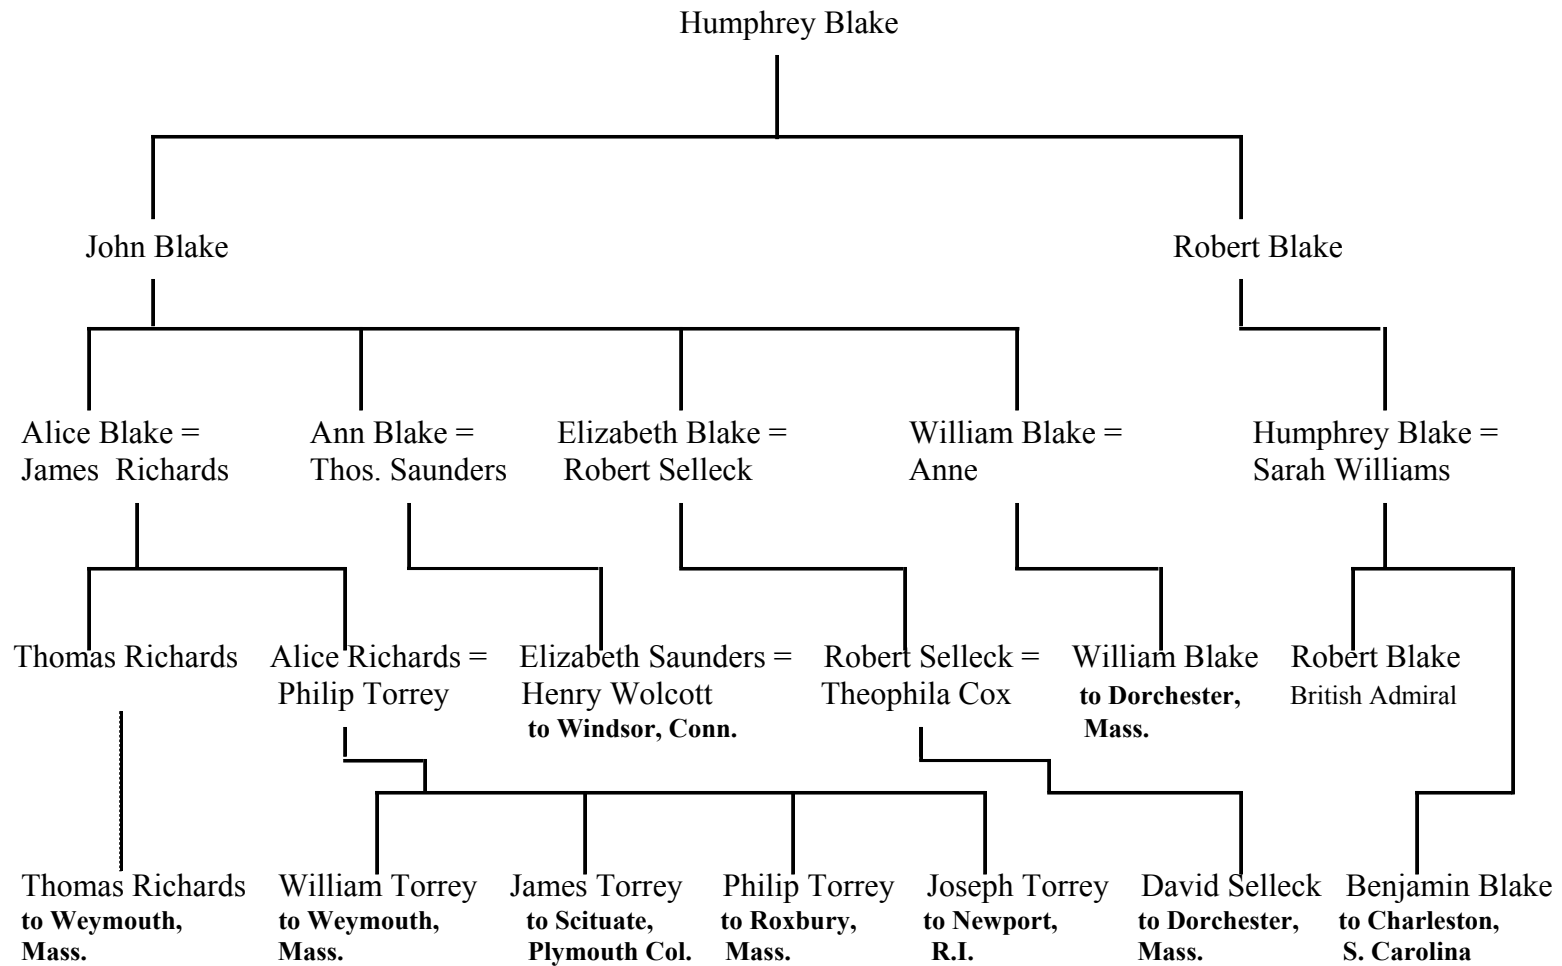 Humphrey Blake
John Blake
Robert Blake
Alice Blake =
James Richards
Ann Blake =
Thos. Saunders
Elizabeth Blake =
Robert Selleck
William Blake =
Anne
Humphrey Blake =
Sarah Williams
Thomas Richards
Alice Richards =
Philip Torrey
Elizabeth Saunders =
Henry Wolcott
to Windsor, Conn.
Robert Selleck =
Theophila Cox
William Blake
to Dorchester,
Mass.
Robert Blake
British Admiral
Thomas Richards
to Weymouth,
Mass.
William Torrey
to Weymouth,
Mass.
James Torrey
to Scituate,
Plymouth Col.
Philip Torrey
to Roxbury,
Mass.
Joseph Torrey
to Newport,
R.I.
David Selleck
to Dorchester,
Mass.
Benjamin Blake
to Charleston,
S. Carolina